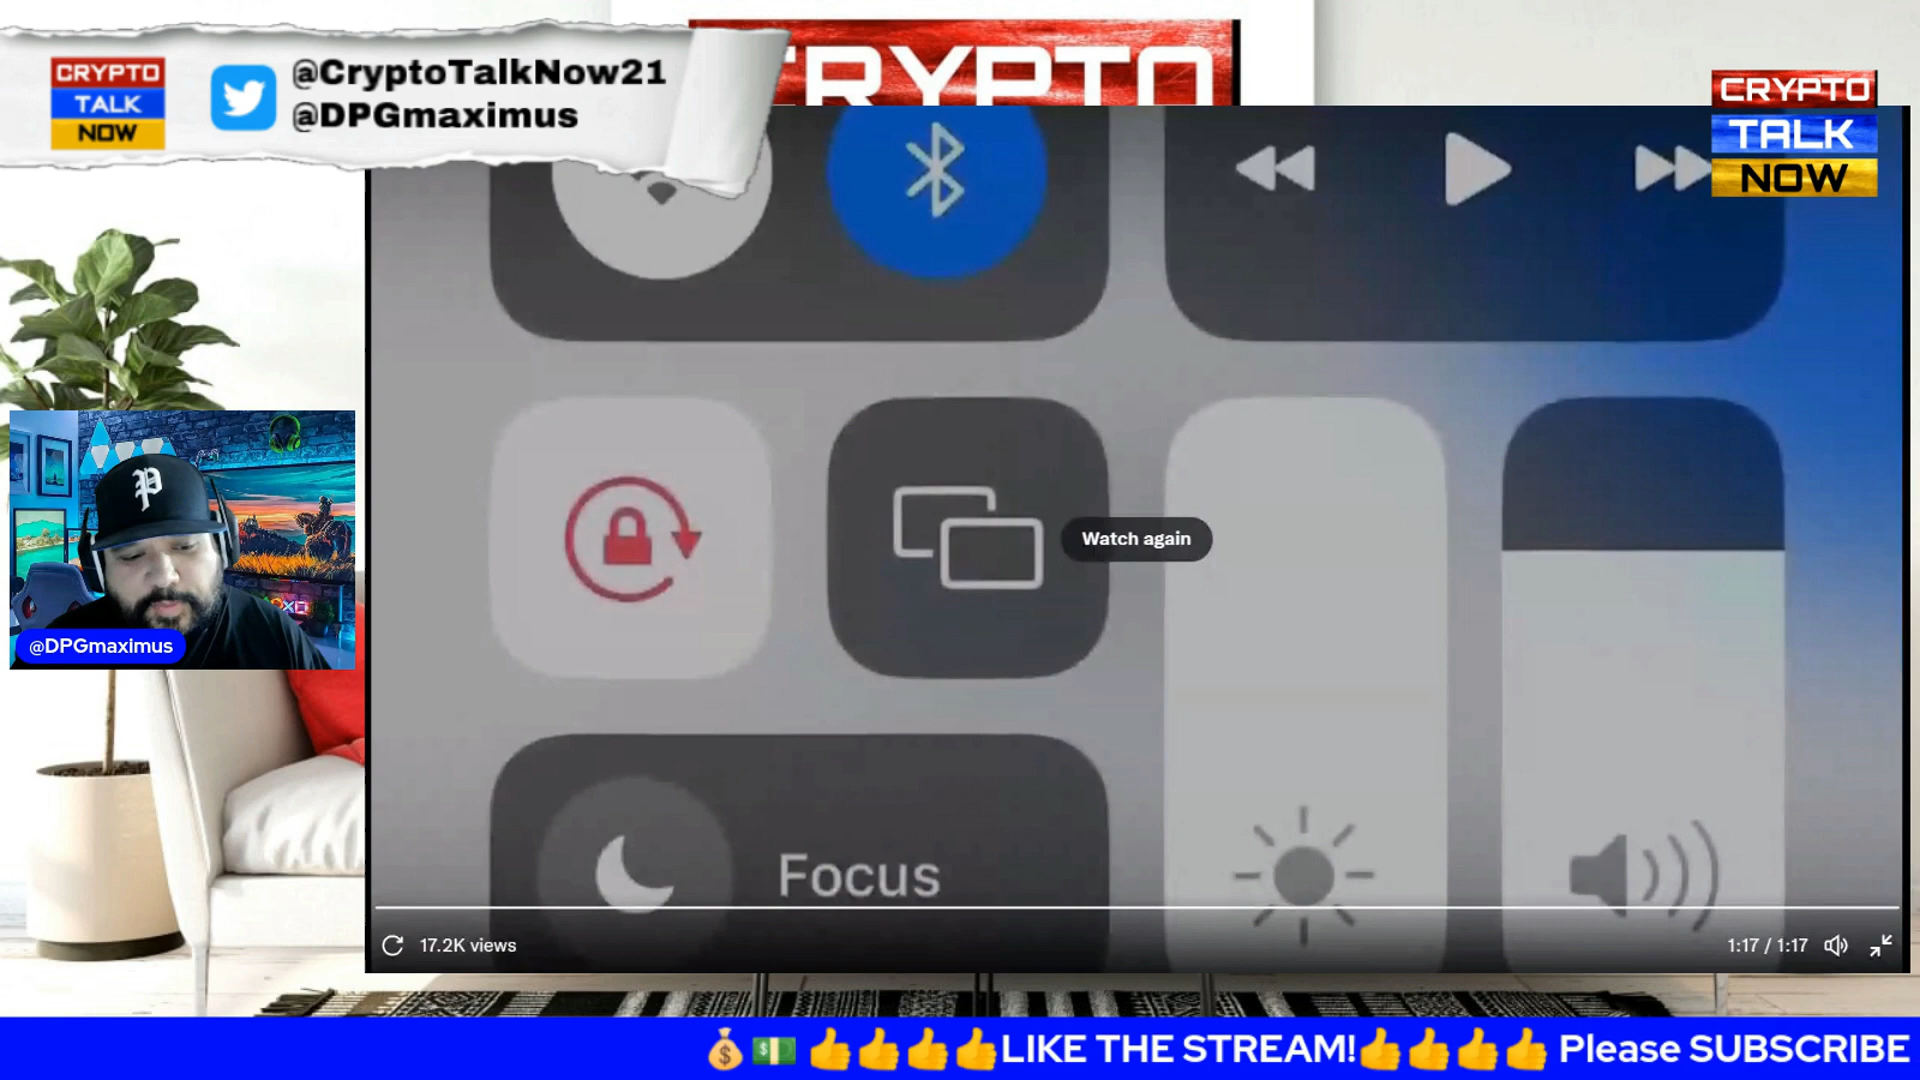 CRYPTO
TALK
NOW
@CryptoTalkNow21
@DPGmaximus
CRYPTO
CRYPTO
TALK
NOW
P
@DPGmaximus
Watch again
Focus
17.2K views
1:17 / 1:17
💰💵 👍👍👍👍LIKE THE STREAM!👍👍👍👍 Please SUBSCRIBE